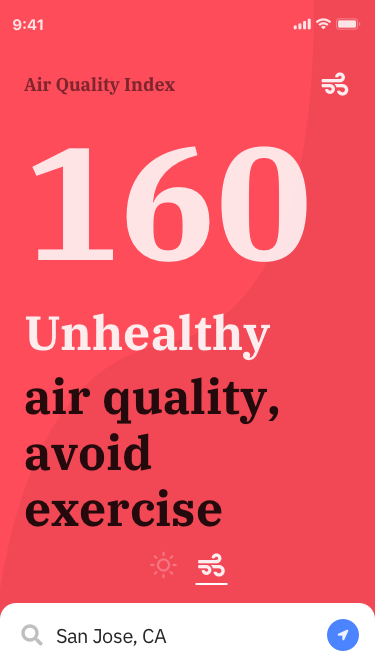 9:41
Air Quality Index
160
Unhealthy
air quality,
avoid
exercise
San Jose, CA